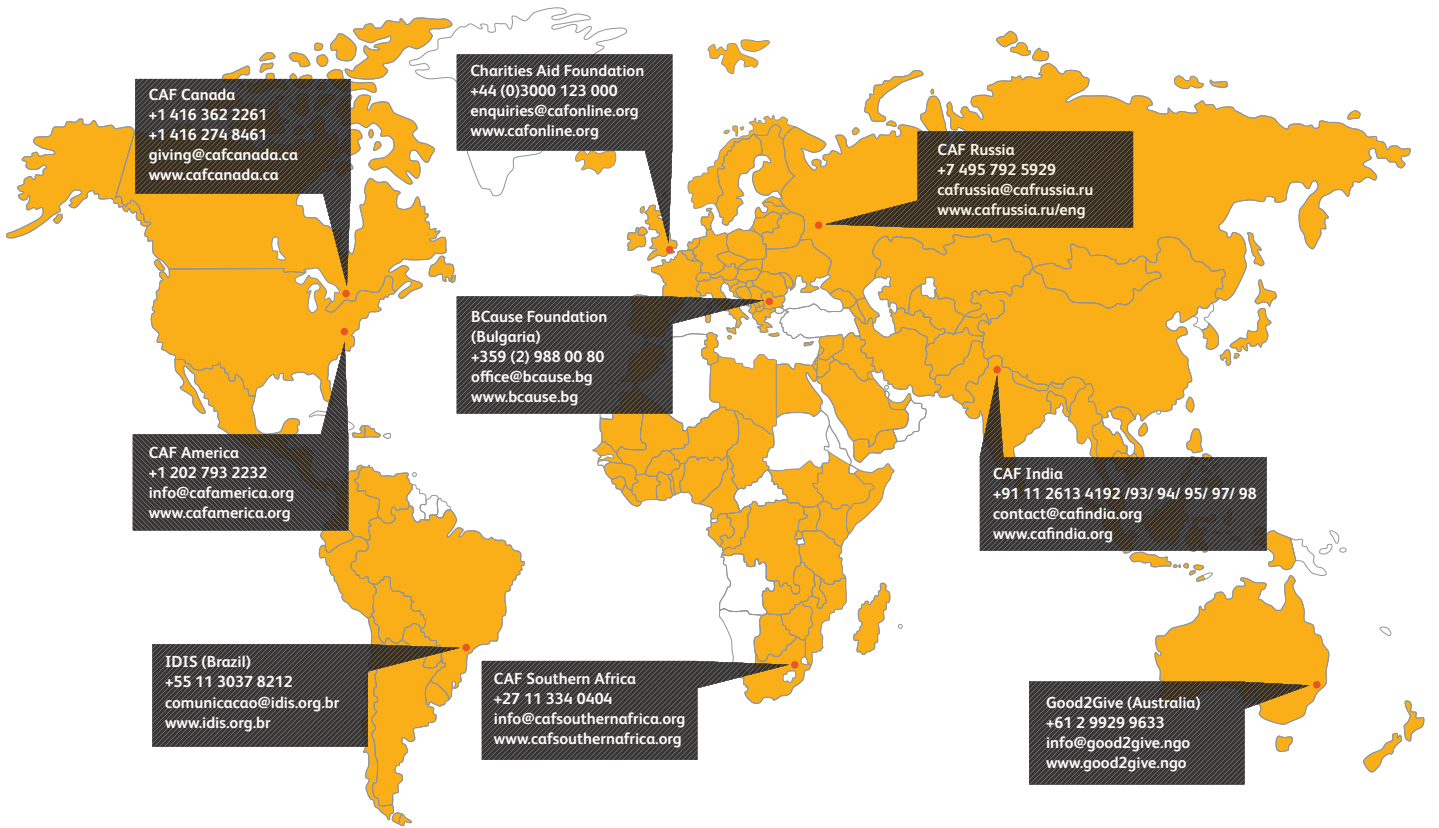 CAF Canada
+1 416 362 2261
+1 416 274 8461
giving@cafcanada.ca
www.cafcanada.ca
Charities Aid Foundation
+44 (0)3000 123 000
enquiries@cafonline.org
www.cafonline.org
CAF Russia
+7 495 792 5929
cafrussia@cafrussia.ru
www.cafrussia.ru/eng
BCause Foundation
(Bulgaria)
+359 (2) 988 00 80
office@bcause.bg
www.bcause.bg
CAF America
+1 202 793 2232
info@cafamerica.org
www.cafamerica.org
CAF India
+91 11 2613 4192 /93/ 94/ 95/ 97/ 98
contact@cafindia.org
www.cafindia.org
IDIS (Brazil)
+55 11 3037 8212
comunicacao@idis.org.br
www.idis.org.br
CAF Southern Africa
+27 11 334 0404
info@cafsouthernafrica.org
www.cafsouthernafrica.org
Good2Give (Australia)
+61 2 9929 9633
info@good2give.ngo
www.good2give.ngo